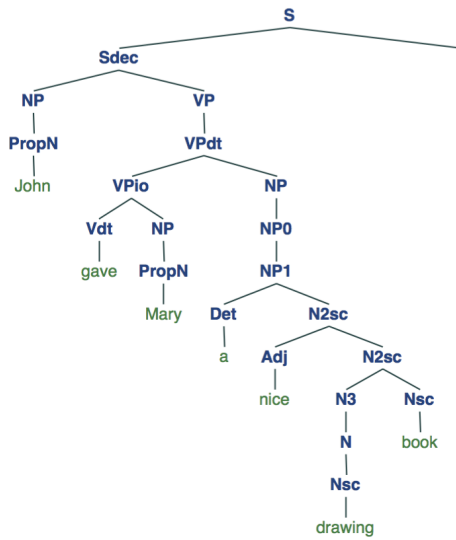 S
Sdec
NP VP
PropN VPdt
John VPio NP
Vdt NP NP0
gave PropN NP1
Mary Det N2sc
a Adj N2sc
nice N3 Nsc
N book
Nsc
drawing